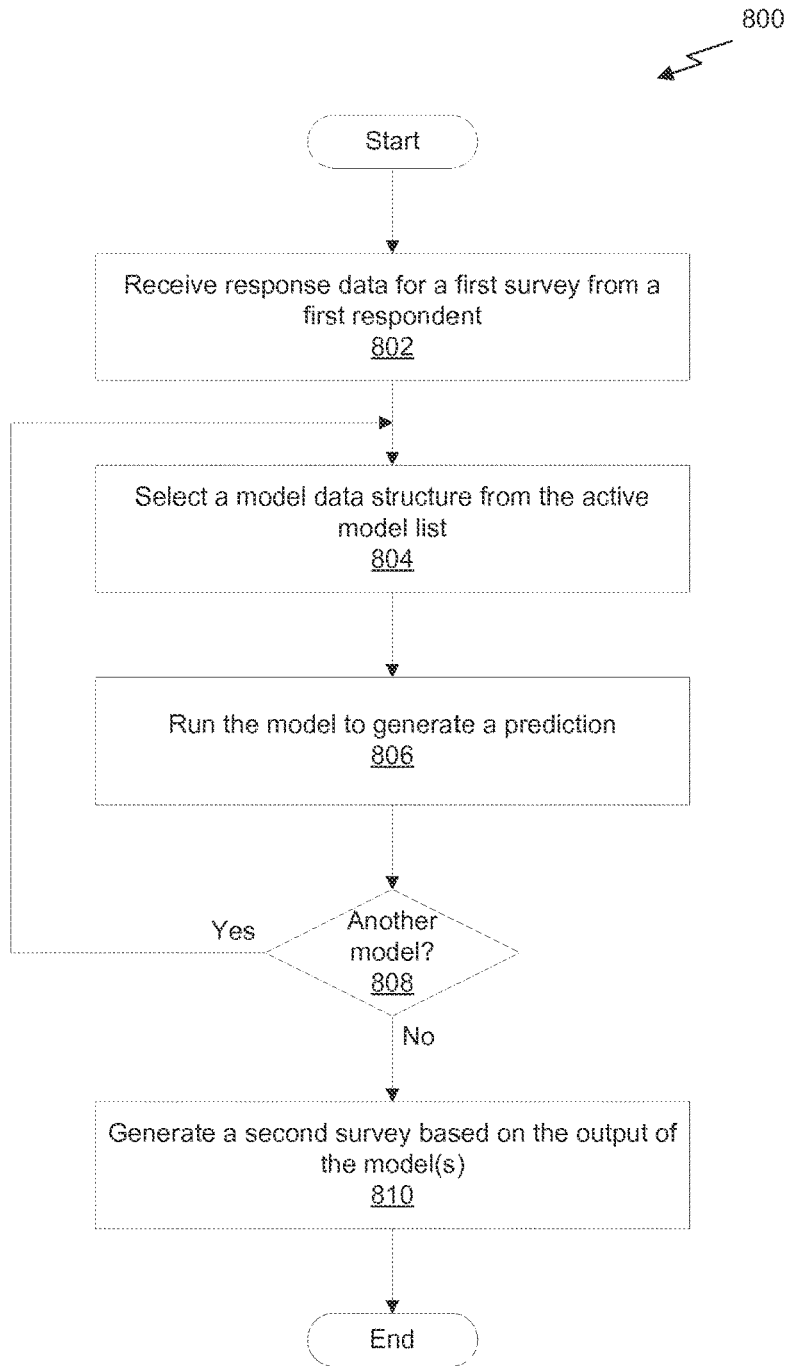 800
Start
Receive response data for a first survey from a
first respondent
802
Select a model data structure from the active
model list
804
Run the model to generate a prediction
806
Another
model?
808
Yes
No
Generate a second survey based on the output of
the model(s)
810
End